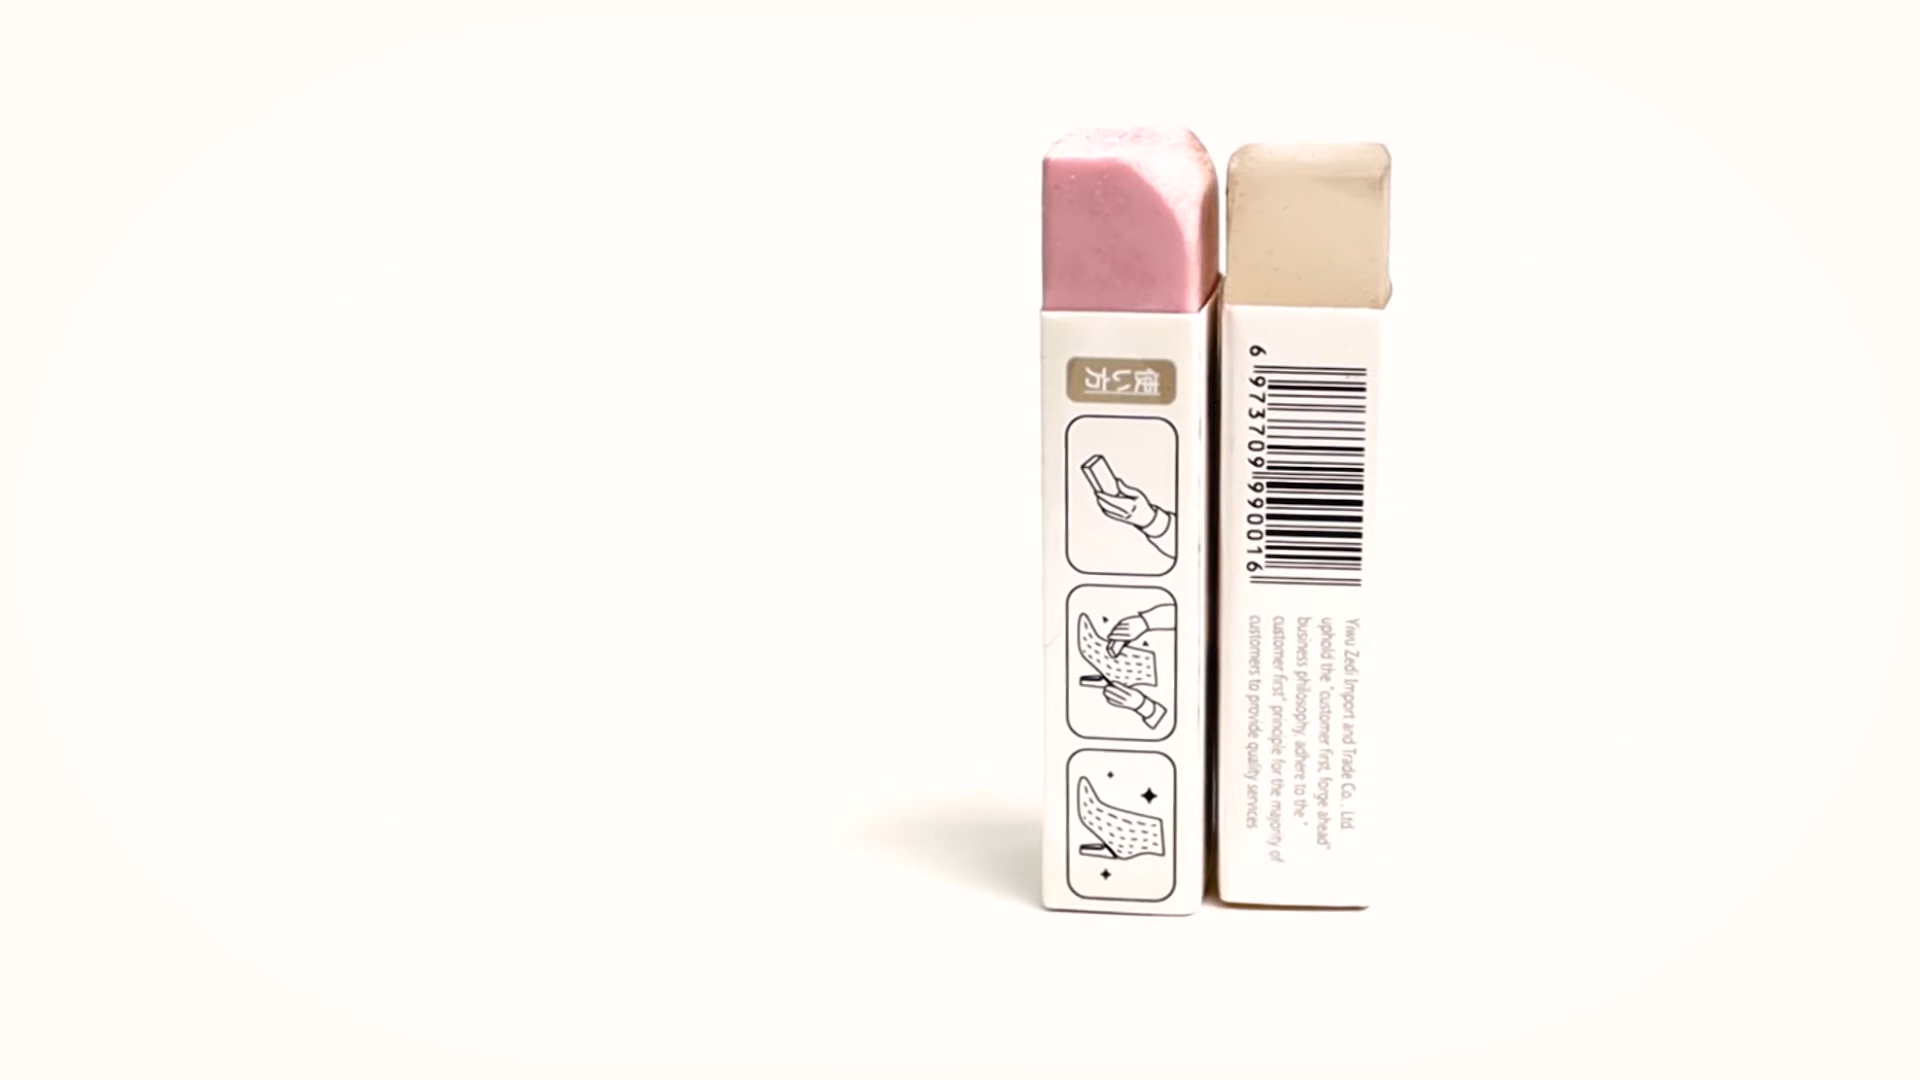 使い方
6 973709 990016
Yiwu Zedi Import and Trade Co., Ltd.
uphold the "customer first, forge ahead"
business philosophy, adhere to the "
customer first" principle for the majority of
customers to provide quality services